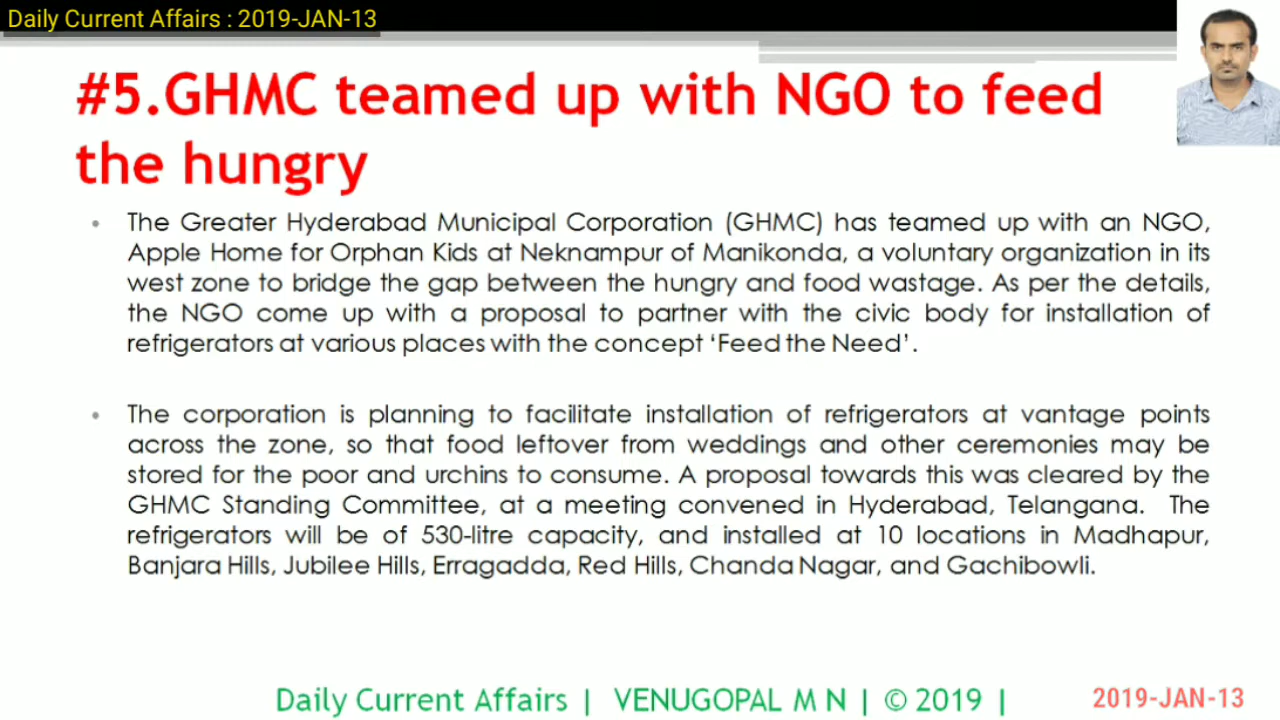 Daily Current Affairs : 2019-JAN-13
#5.GHMC teamed up with NGO to feed
the hungry
• The Greater Hyderabad Municipal Corporation (GHMC) has teamed up with an NGO,
Apple Home for Orphan Kids at Neknampur of Manikonda, a voluntary organization in its
west zone to bridge the gap between the hungry and food wastage. As per the details,
the NGO come up with a proposal to partner with the civic body for installation of
refrigerators at various places with the concept ‘Feed the Need’.
• The corporation is planning to facilitate installation of refrigerators at vantage points
across the zone, so that food leftover from weddings and other ceremonies may be
stored for the poor and urchins to consume. A proposal towards this was cleared by the
GHMC Standing Committee, at a meeting convened in Hyderabad, Telangana. The
refrigerators will be of 530-litre capacity, and installed at 10 locations in Madhapur,
Banjara Hills, Jubilee Hills, Erragadda, Red Hills, Chanda Nagar, and Gachibowli.
Daily Current Affairs | VENUGOPAL M N | © 2019 | 2019-JAN-13